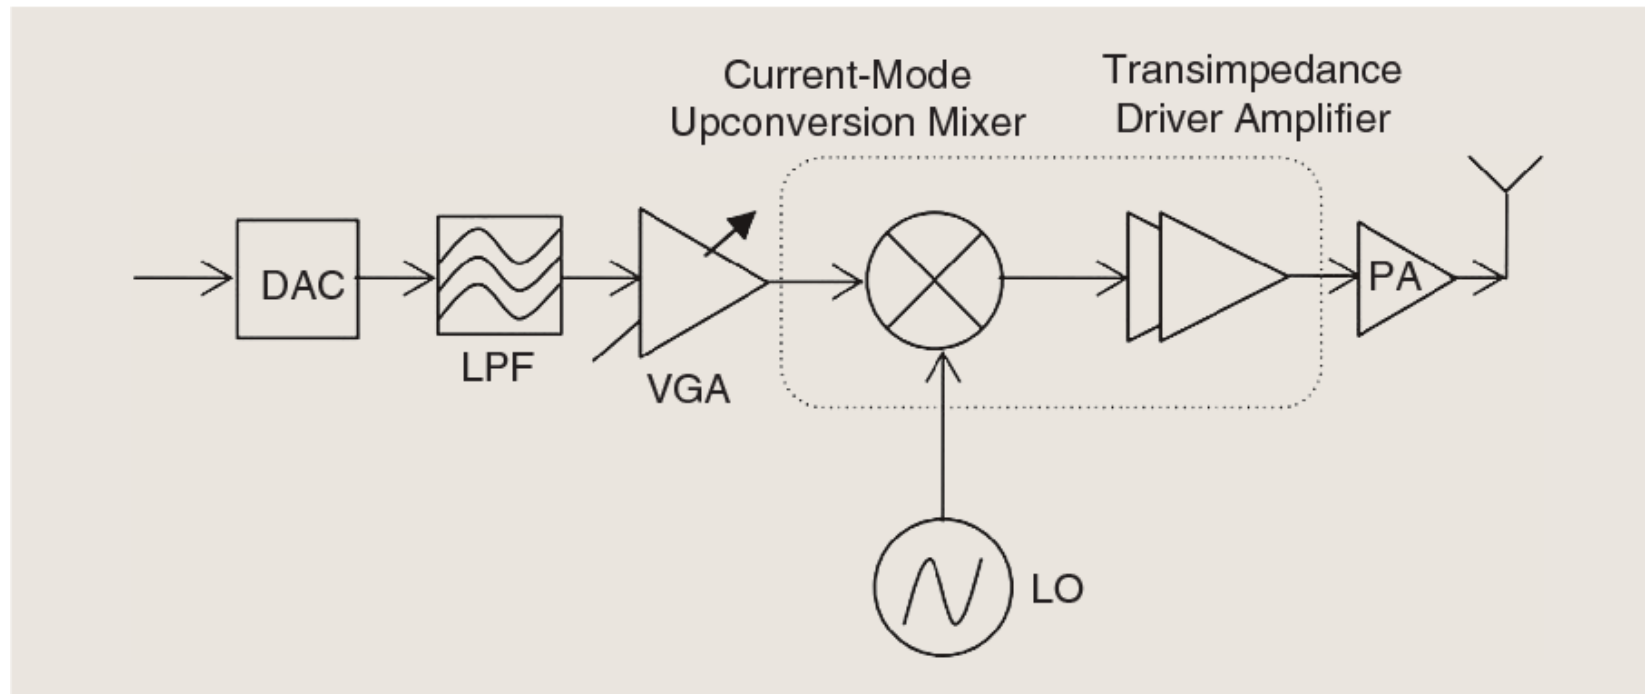 Current-Mode
Upconversion Mixer
Transimpedance
Driver Amplifier
DAC
LPF
VGA
PA
LO